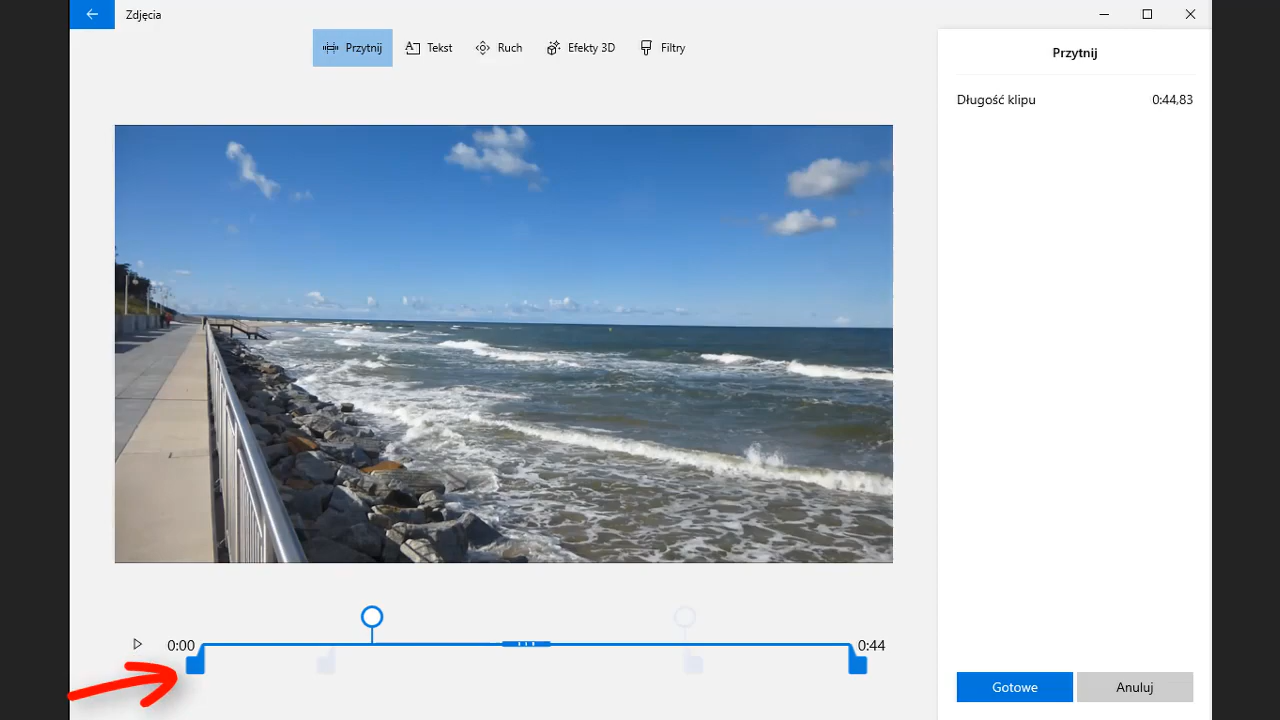 Zdjęcia
Przytnij
Tekst
Ruch
Efekty 3D
Filtry
Przytnij
Długość klipu 0:44,83
0:00
0:44
Gotowe
Anuluj